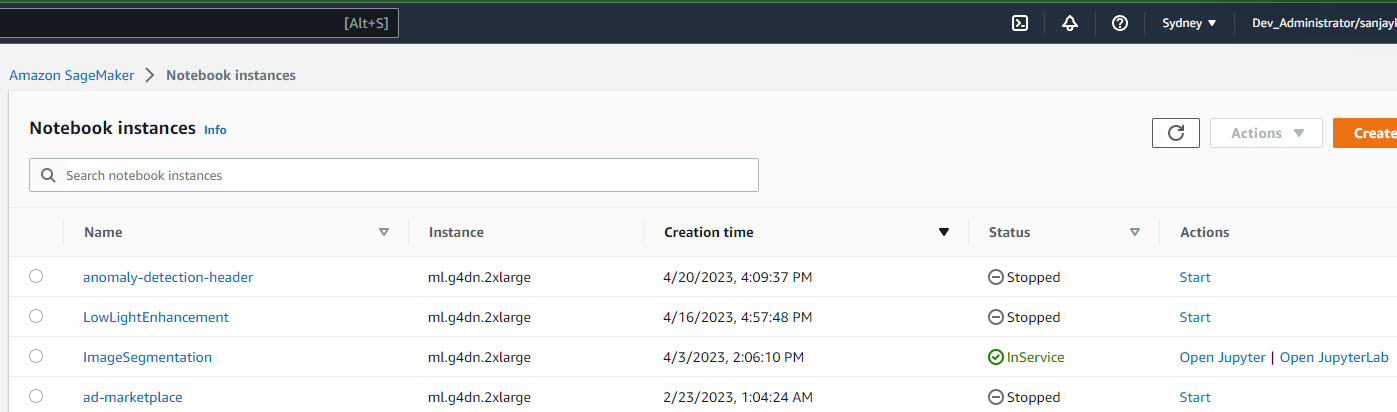 [Alt+S] Sydney Dev_Administrator/sanjay
Amazon SageMaker Notebook instances
Notebook instances Info
Actions Create
Search notebook instances
Name Instance Creation time Status Actions
anomaly-detection-header ml.g4dn.2xlarge 4/20/2023, 4:09:37 PM Stopped Start
LowLightEnhancement ml.g4dn.2xlarge 4/16/2023, 4:57:48 PM Stopped Start
ImageSegmentation ml.g4dn.2xlarge 4/3/2023, 2:06:10 PM InService Open Jupyter | Open JupyterLab
ad-marketplace ml.g4dn.2xlarge 2/23/2023, 1:04:24 AM Stopped Start